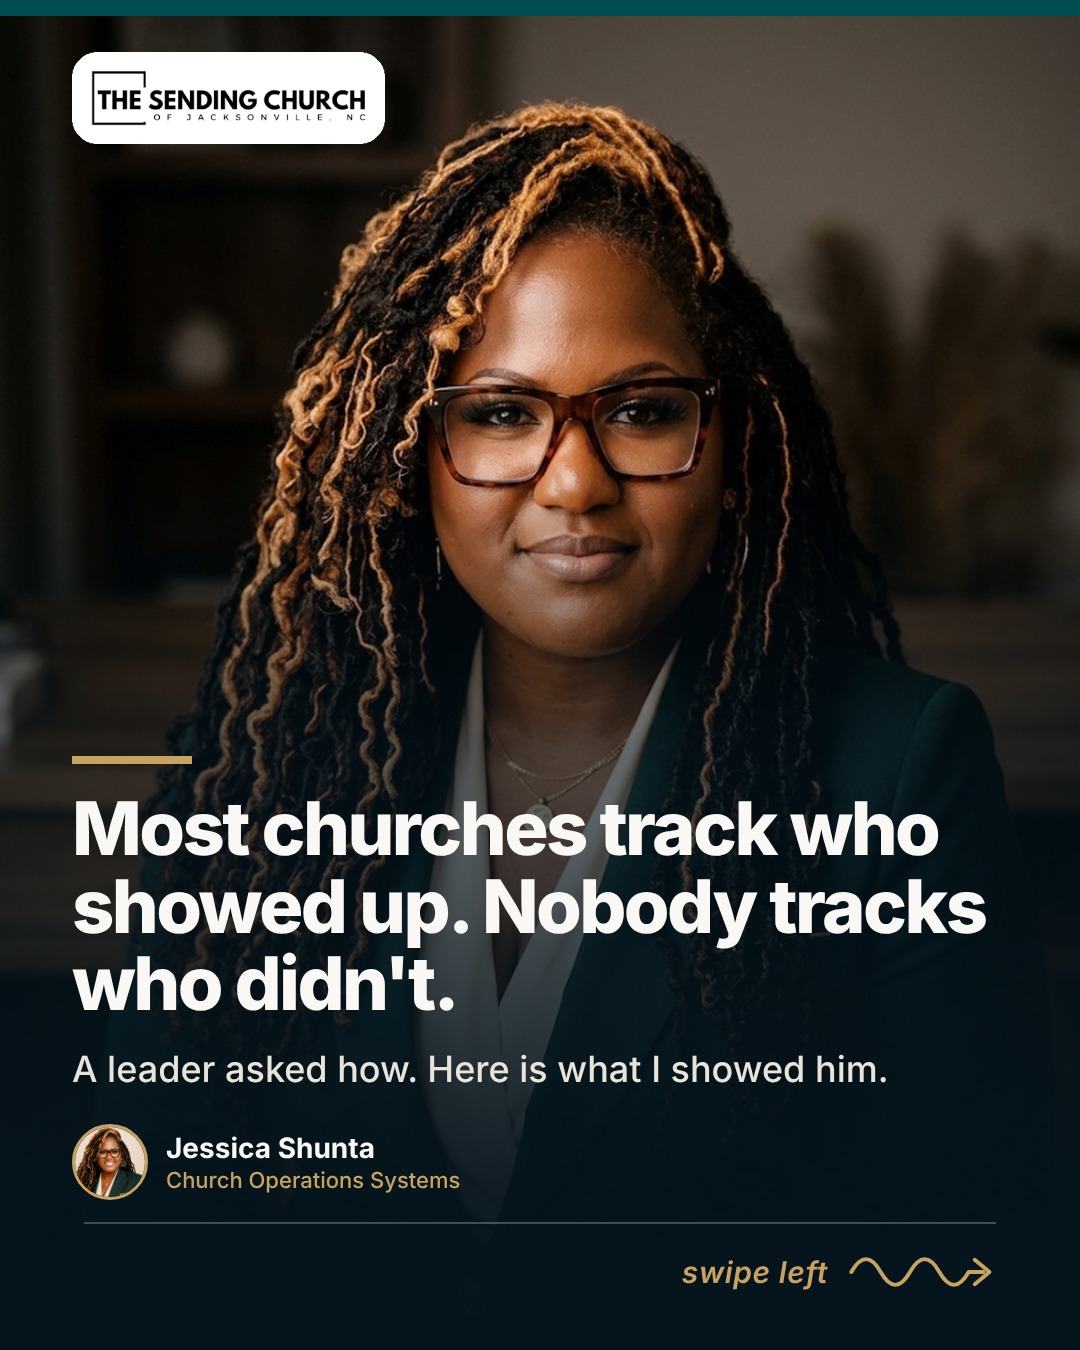 THE SENDING CHURCH
OF JACKSONVILLE, NC
Most churches track who
showed up. Nobody tracks
who didn't.
A leader asked how. Here is what I showed him.
Jessica Shunta
Church Operations Systems
swipe left